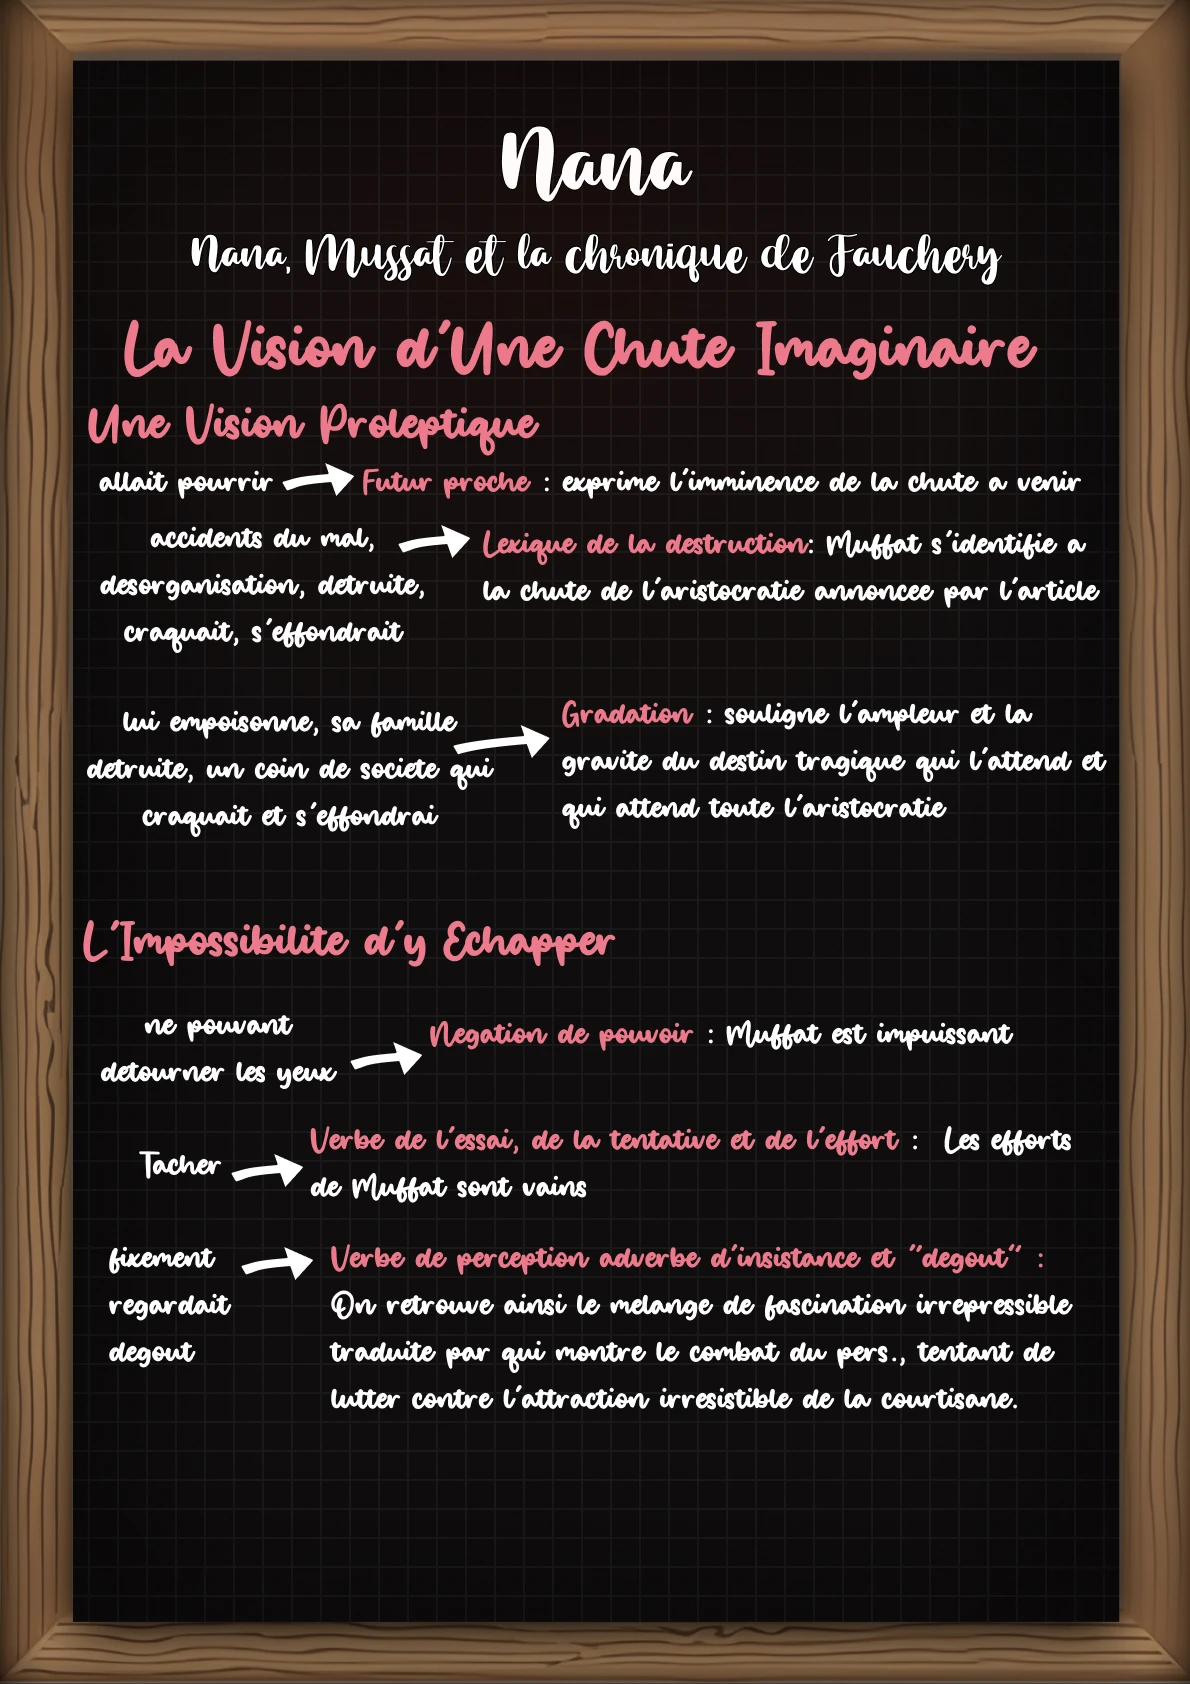 Nana
Nana, Mussat et la chronique de Fauchery
La Vision d'Une Chute Imaginaire
Une Vision Proleptique
allait pourrir Futur proche : exprime l'imminence de la chute a venir
accidents du mal,
desorganisation, detruite,
craquait, s'effondrait
Lexique de la destruction: Muffat s'identifie a
la chute de l'aristocratie annoncee par l'article
lui empoisonne, sa famille
detruite, un coin de societe qui
craquait et s'effondrai
Gradation : souligne l'ampleur et la
gravite du destin tragique qui l'attend et
qui attend toute l'aristocratie
L'Impossibilite d'y Echapper
ne pouvant
detourner les yeux
Negation de pouvoir : Muffat est impuissant
Tacher
Verbe de l'essai, de la tentative et de l'effort : Les efforts
de Muffat sont vains
fixement
regardait
degout
Verbe de perception adverbe d'insistance et "degout" :
On retrouve ainsi le melange de fascination irrepressible
traduite par qui montre le combat du pers., tentant de
lutter contre l'attraction irresistible de la courtisane.